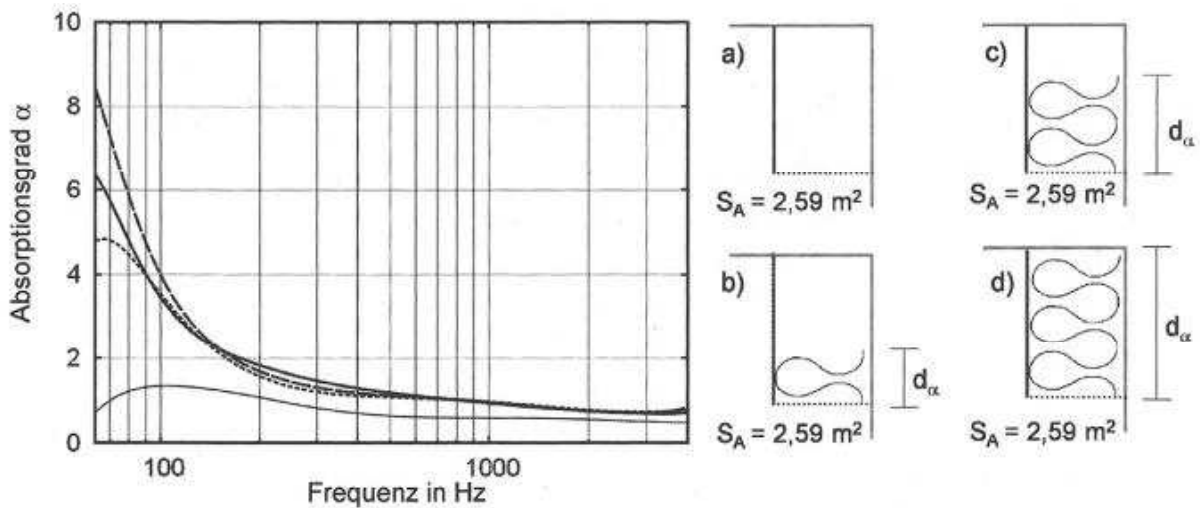 Absorptionsgrad α
10
8
6
4
2
0
100
1000
Frequenz in Hz
a)
S_A = 2,59 m²
b)
d_α
S_A = 2,59 m²
c)
d_α
S_A = 2,59 m²
d)
d_α
S_A = 2,59 m²